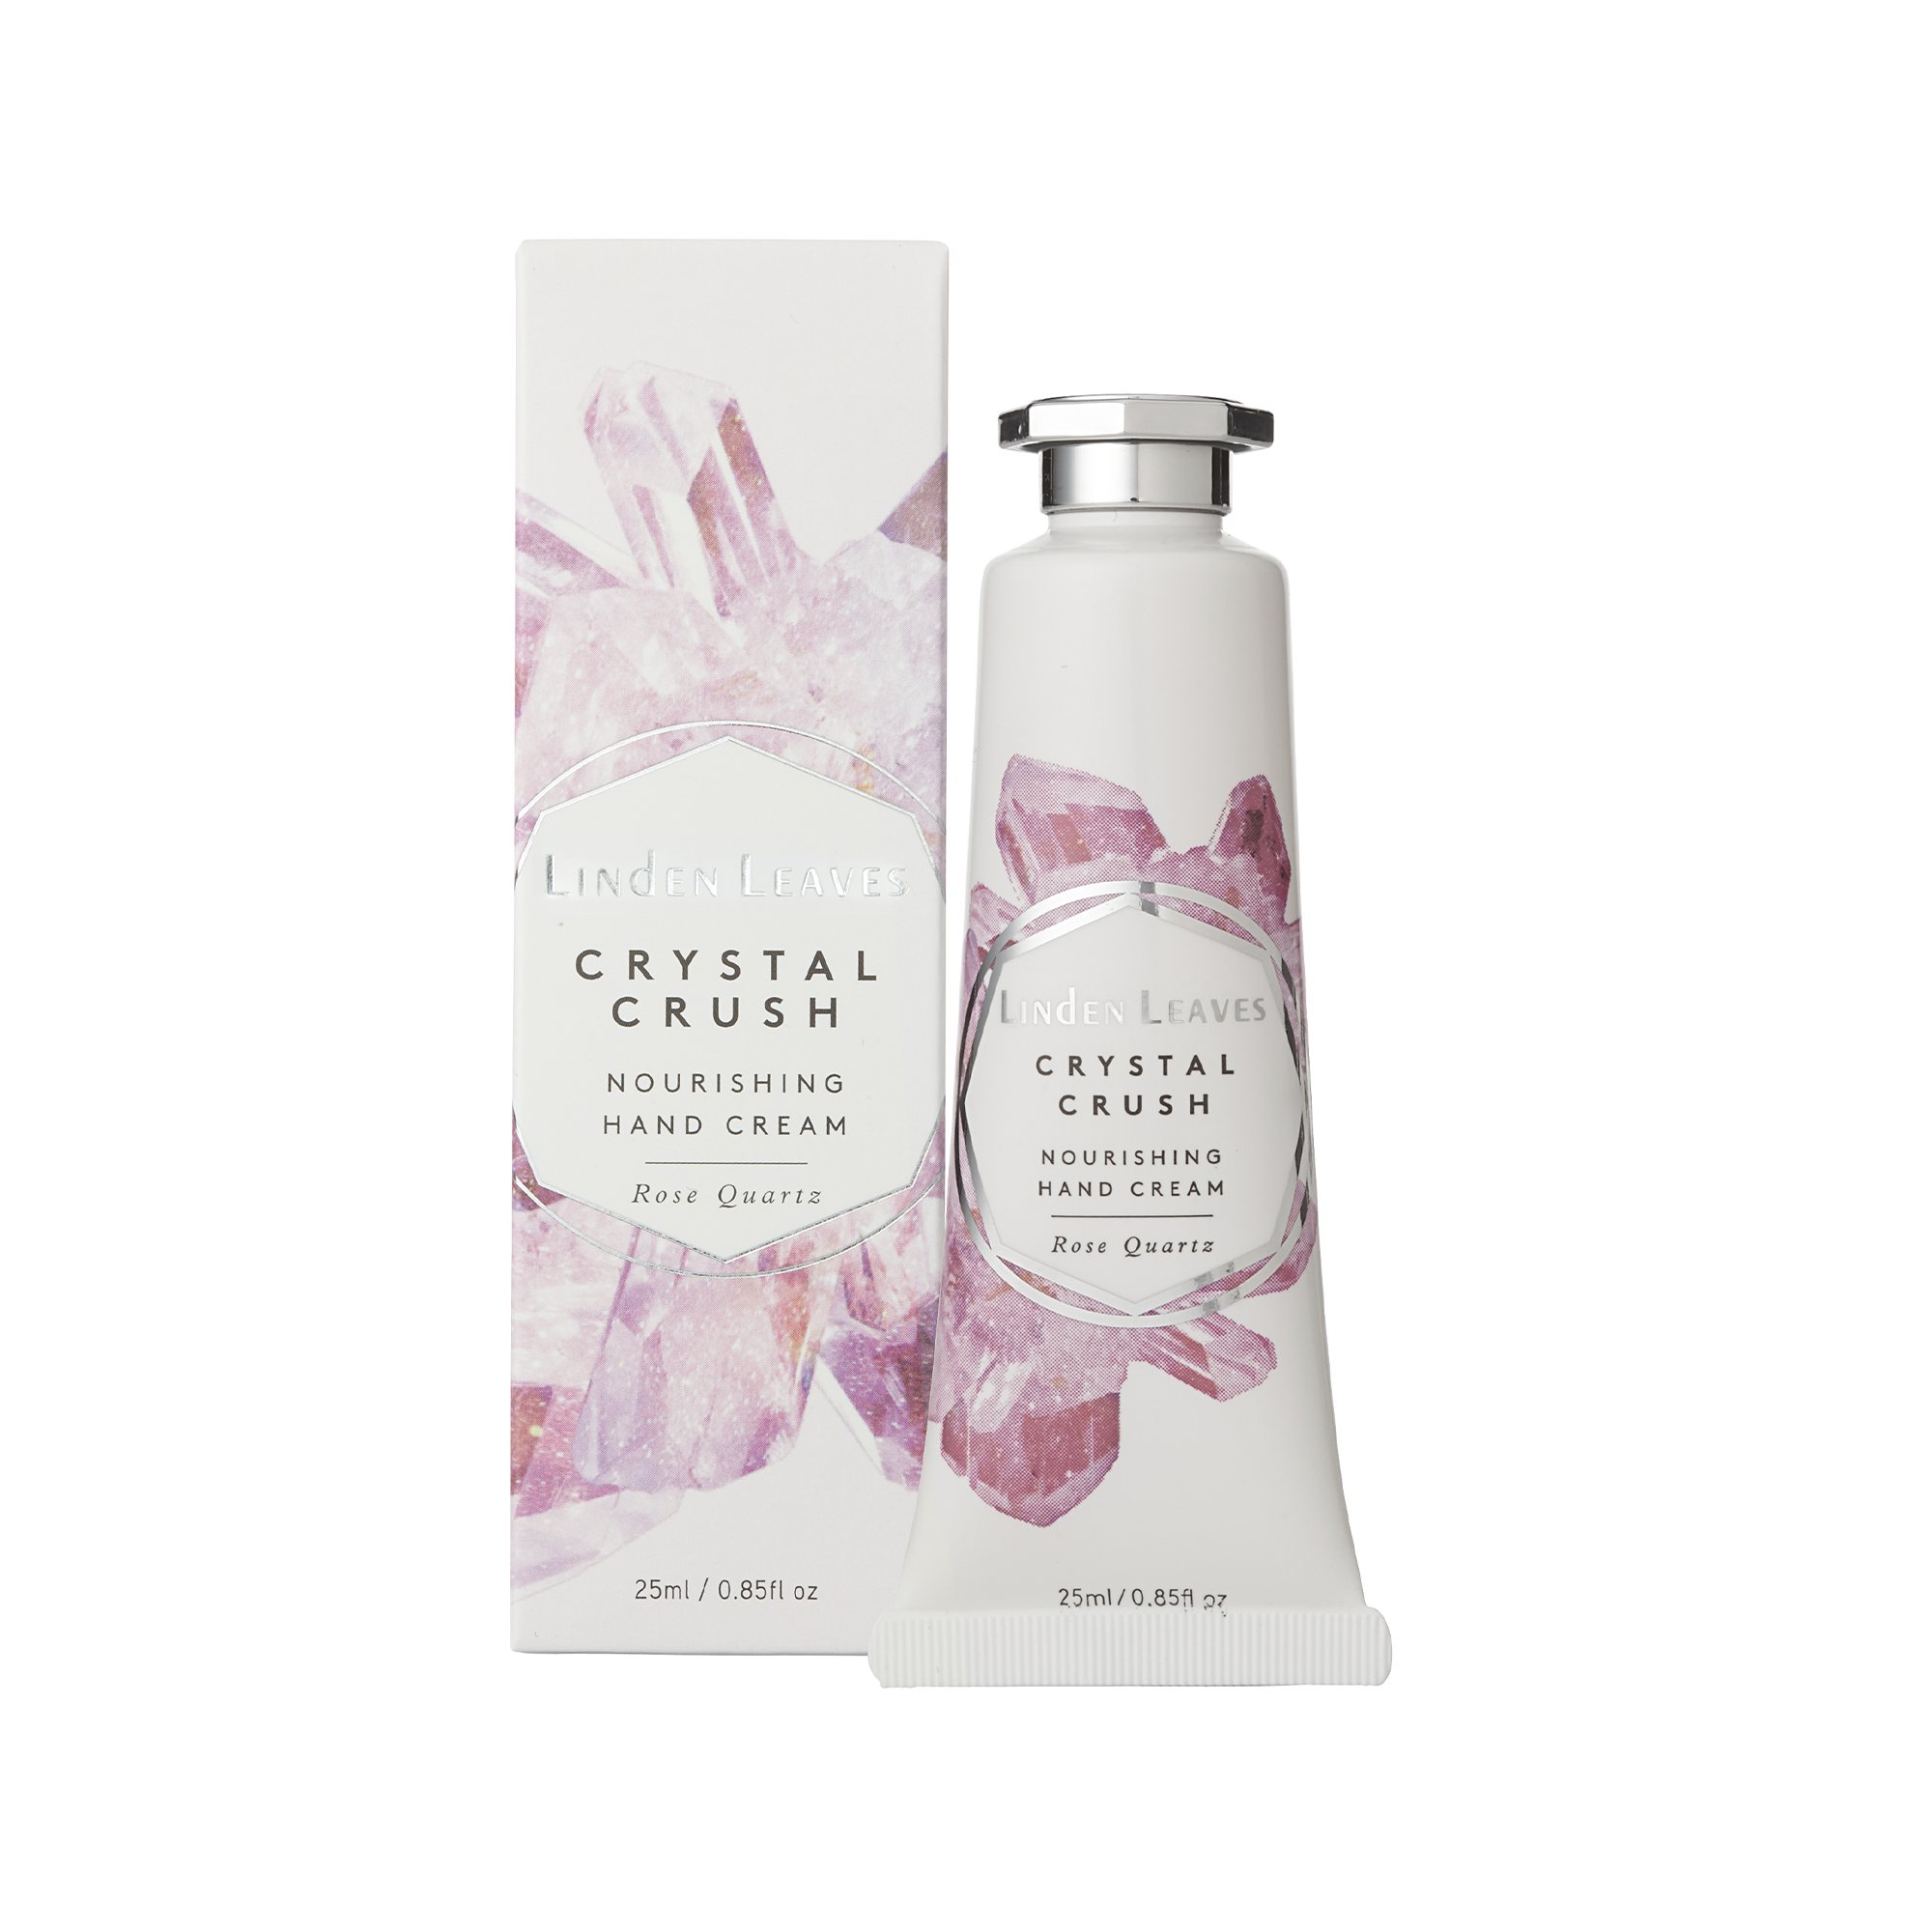 LINdEN LEAVES
CRYSTAL
CRUSH
NOURISHING
HAND CREAM
Rose Quartz
25ml / 0.85fl oz
LINdEN LEAVES
CRYSTAL
CRUSH
NOURISHING
HAND CREAM
Rose Quartz
25ml/0.85fl oz